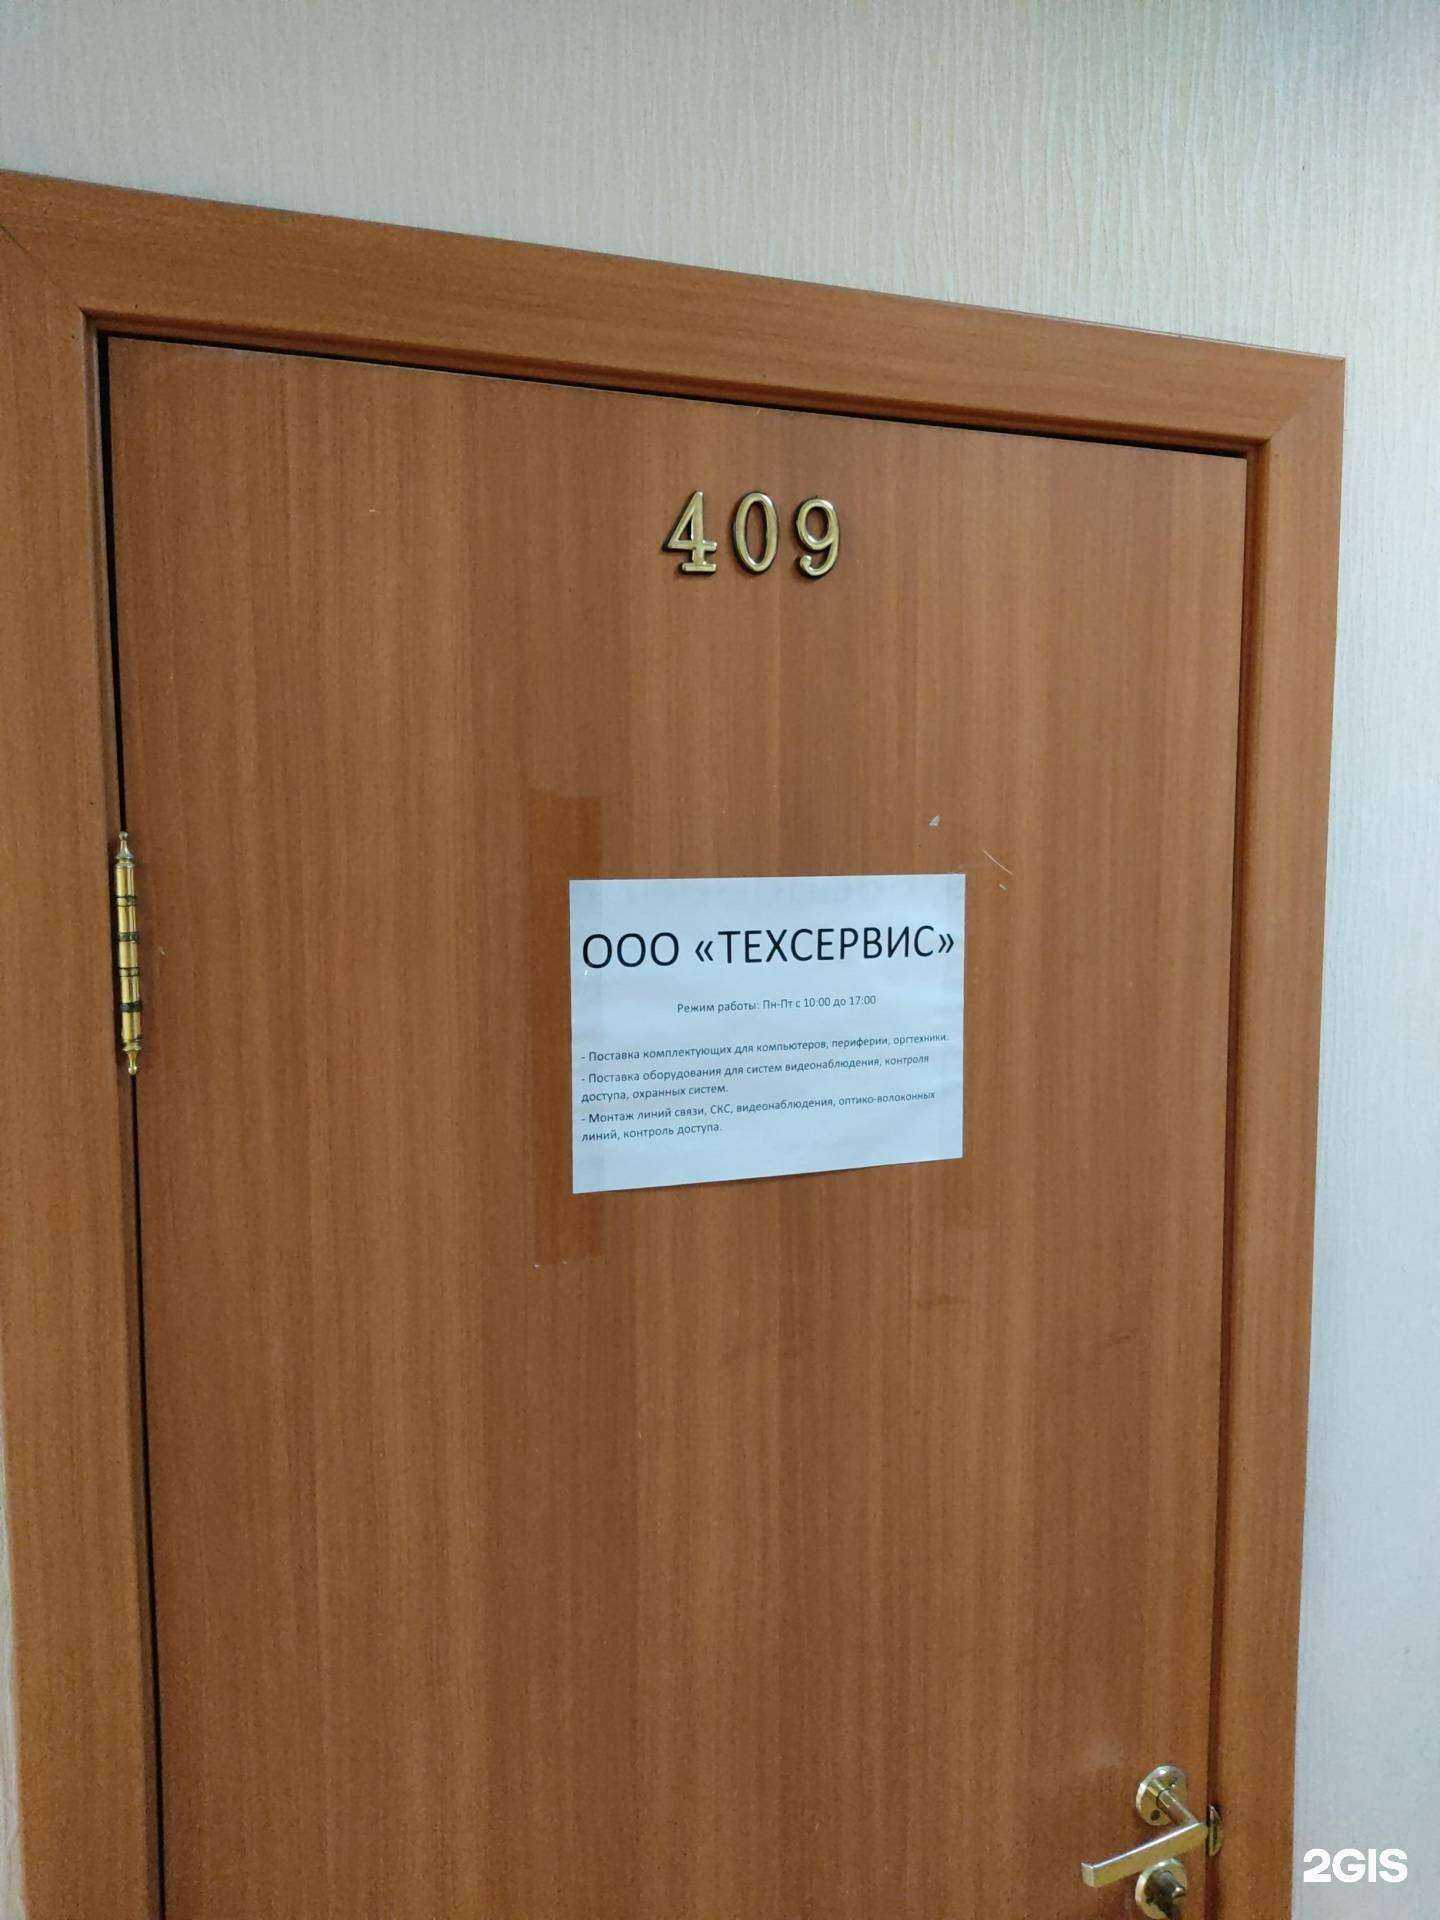 409
ООО «ТЕХСЕРВИС»
Режим работы: Пн-Пт с 10:00 до 17:00
- Поставка комплектующих для компьютеров, периферии, оргтехники.
- Поставка оборудования для систем видеонаблюдения, контроля
доступа, охранных систем.
- Монтаж линий связи, СКС, видеонаблюдения, оптико-волоконных
линий, контроль доступа.
2GIS